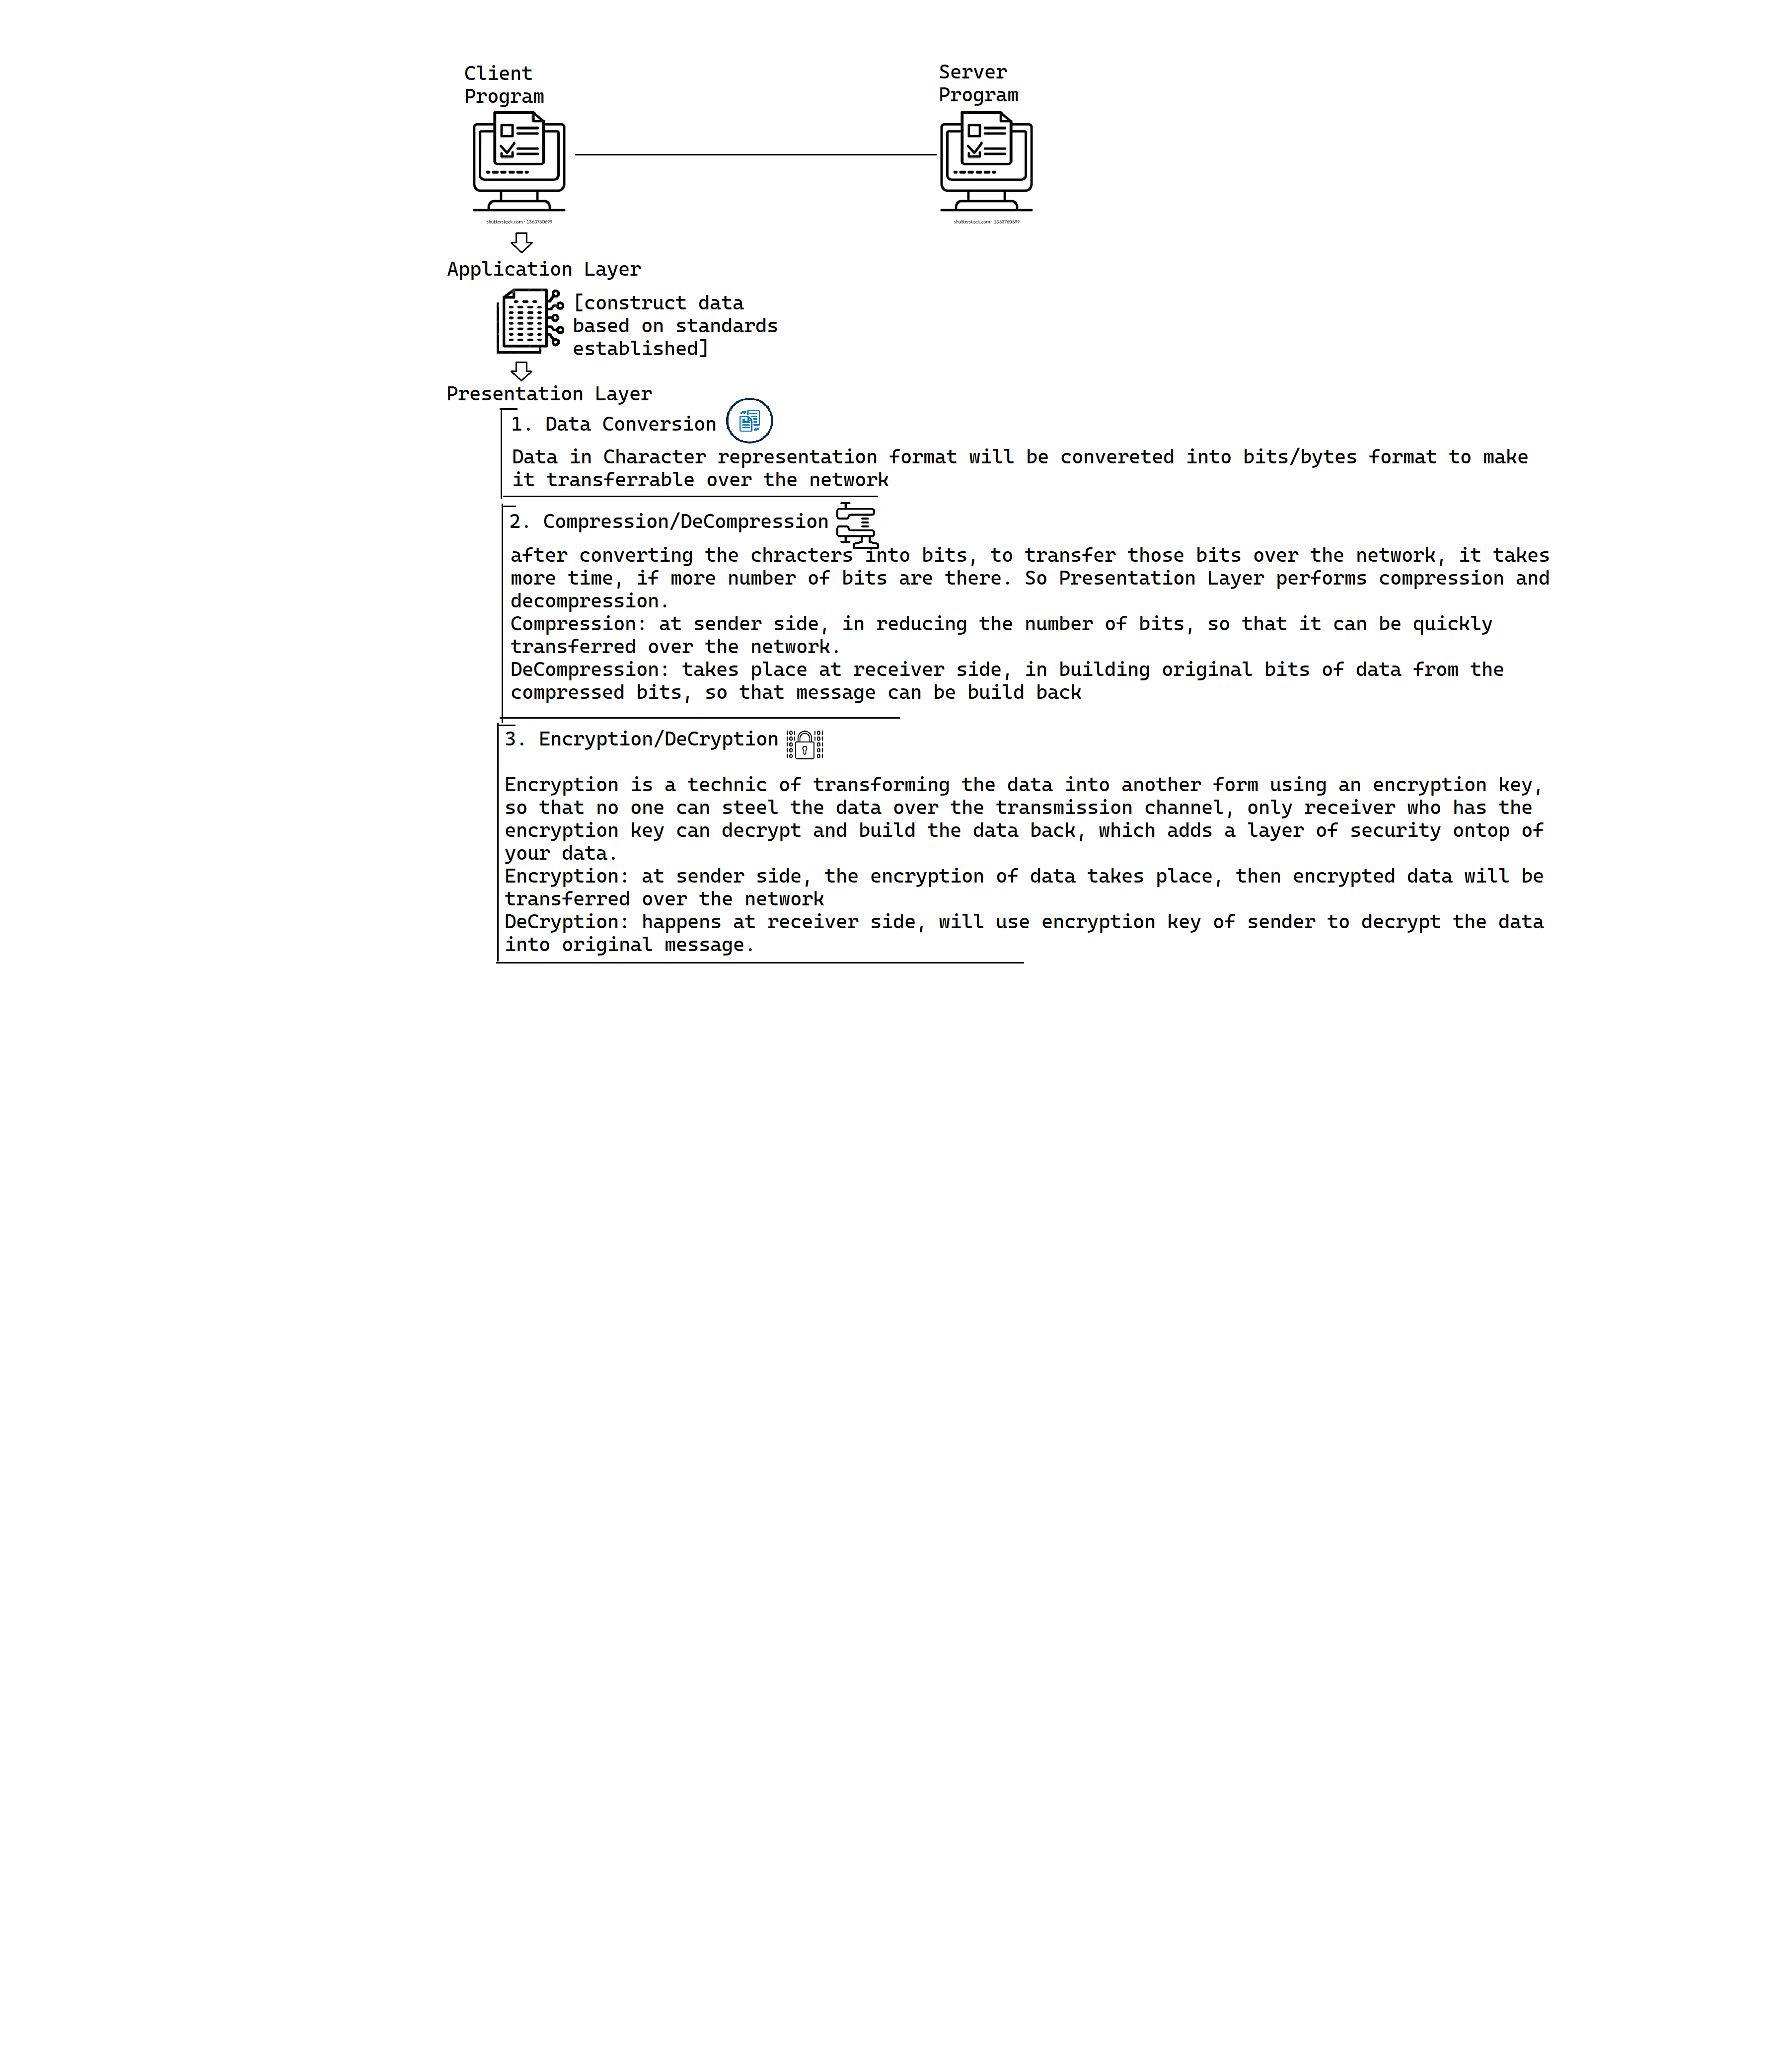 Client
Program
Server
Program
shutterstock.com · 1363760699
shutterstock.com · 1363760699
Application Layer
[construct data
based on standards
established]
Presentation Layer
1. Data Conversion
Data in Character representation format will be convereted into bits/bytes format to make
it transferrable over the network
2. Compression/DeCompression
after converting the chracters into bits, to transfer those bits over the network, it takes
more time, if more number of bits are there. So Presentation Layer performs compression and
decompression.
Compression: at sender side, in reducing the number of bits, so that it can be quickly
transferred over the network.
DeCompression: takes place at receiver side, in building original bits of data from the
compressed bits, so that message can be build back
3. Encryption/DeCryption
Encryption is a technic of transforming the data into another form using an encryption key,
so that no one can steel the data over the transmission channel, only receiver who has the
encryption key can decrypt and build the data back, which adds a layer of security ontop of
your data.
Encryption: at sender side, the encryption of data takes place, then encrypted data will be
transferred over the network
DeCryption: happens at receiver side, will use encryption key of sender to decrypt the data
into original message.